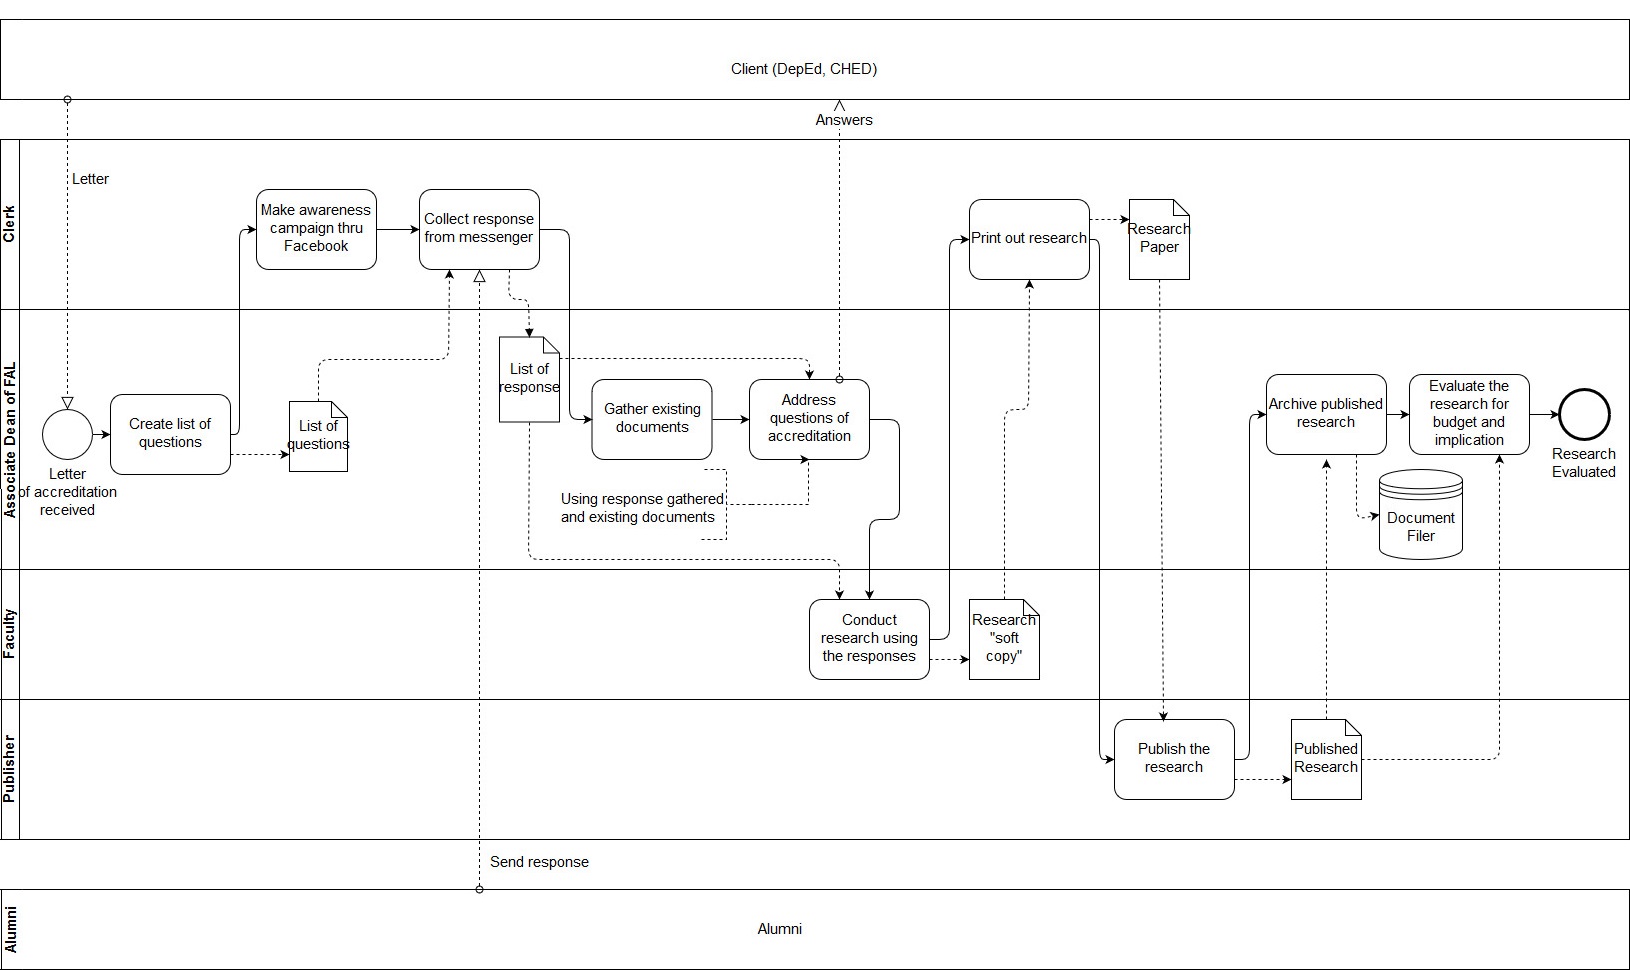 Client (DepEd, CHED)
Letter
Answers
Clerk
Make awareness
campaign thru
Facebook
Collect response
from messenger
Print out research
Research
Paper
Associate Dean of FAL
Letter
of accreditation
received
Create list of
questions
List of
questions
List of
response
Gather existing
documents
Using response gathered
and existing documents
Address
questions of
accreditation
Archive published
research
Document
Filer
Evaluate the
research for
budget and
implication
Research
Evaluated
Faculty
Conduct
research using
the responses
Research
"soft
copy"
Publisher
Publish the
research
Published
Research
Send response
Alumni
Alumni